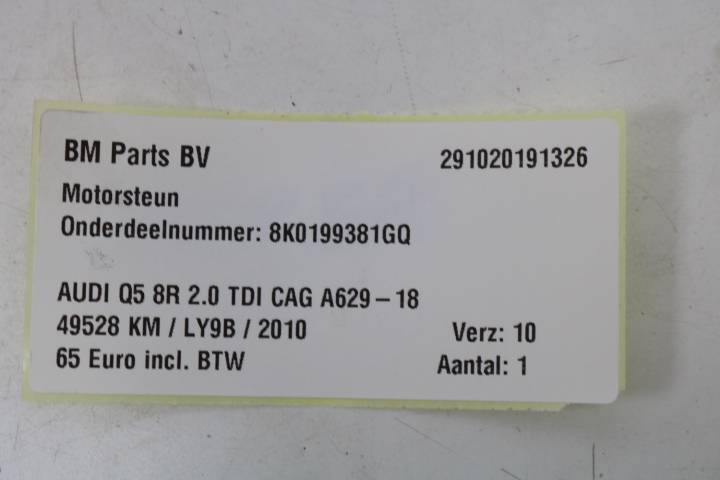 BM Parts BV 291020191326
Motorsteun
Onderdeelnummer: 8K0199381GQ
AUDI Q5 8R 2.0 TDI CAG A629-18
49528 KM / LY9B / 2010 Verz: 10
65 Euro incl. BTW Aantal: 1